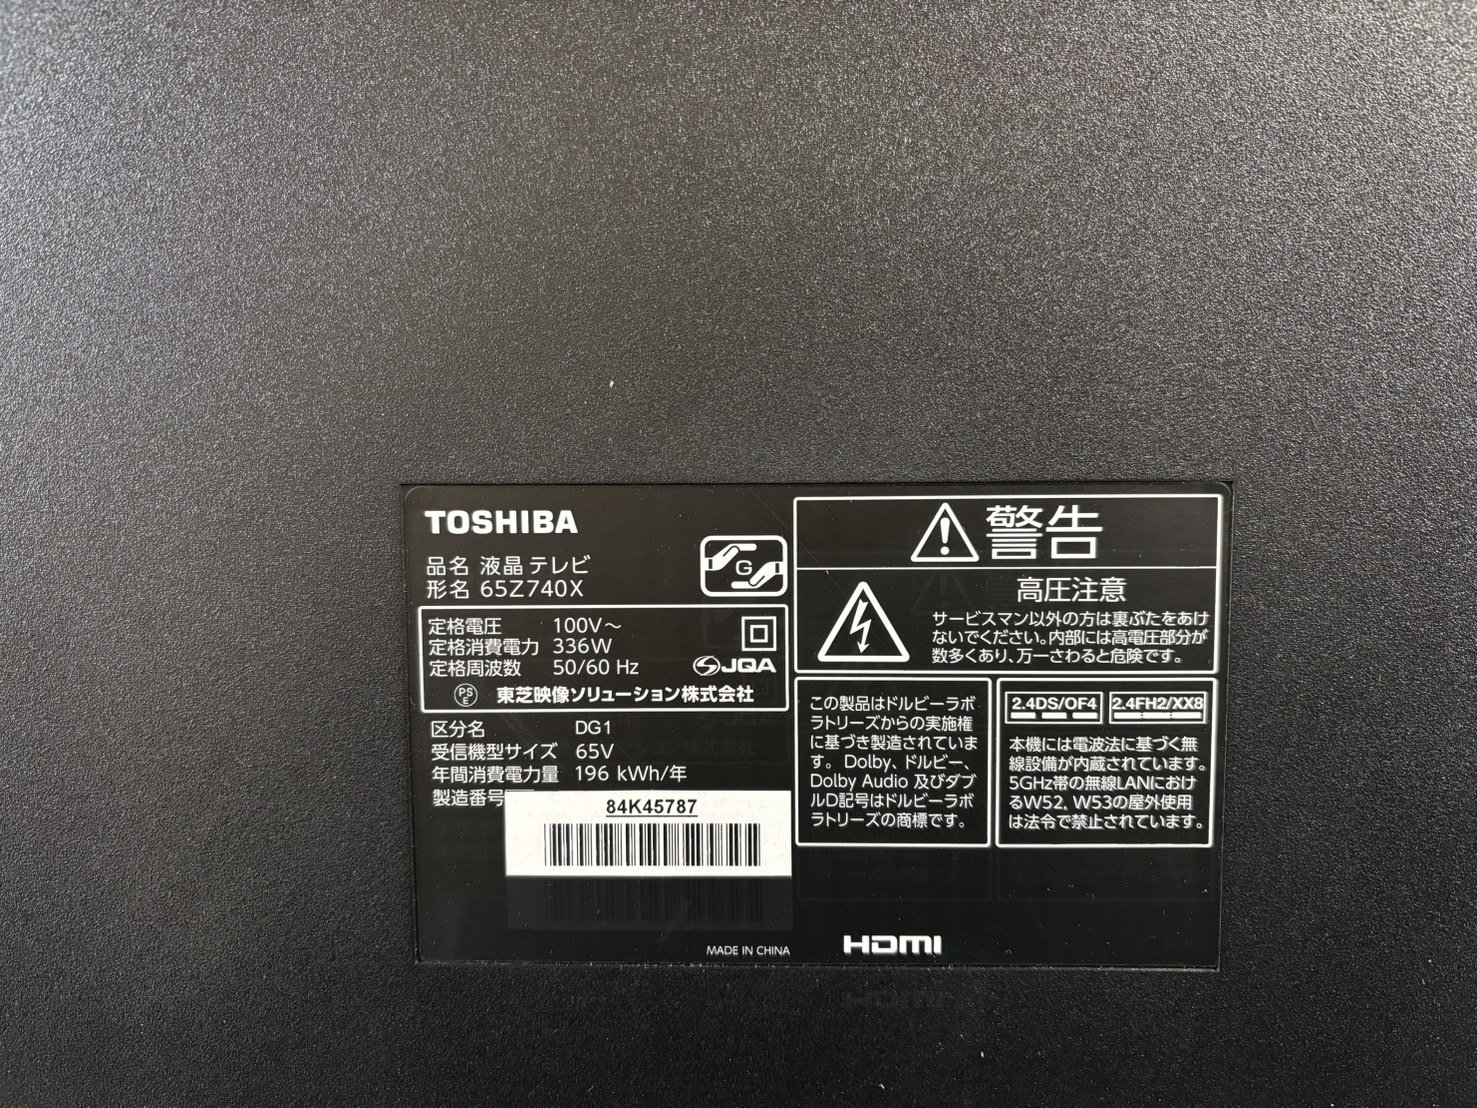 TOSHIBA
品名 液晶テレビ
形名 65Z740X
G
定格電圧 100V～
定格消費電力 336W
定格周波数 50/60 Hz
JQA
PS
E
東芝映像ソリューション株式会社
区分名 DG1
受信機型サイズ 65V
年間消費電力量 196 kWh/年
製造番号
84K45787
MADE IN CHINA
警告
高圧注意
サービスマン以外の方は裏ぶたをあけ
ないでください。内部には高電圧部分が
数多くあり、万一さわると危険です。
この製品はドルビーラボ
ラトリーズからの実施権
に基づき製造されていま
す。Dolby、ドルビー、
Dolby Audio 及びダブ
ルD記号はドルビーラボ
ラトリーズの商標です。
2.4DS/OF4 2.4FH2/XX8
本機には電波法に基づく無
線設備が内蔵されています。
5GHz帯の無線LANにおけ
るW52, W53の屋外使用
は法令で禁止されています。
HDMI